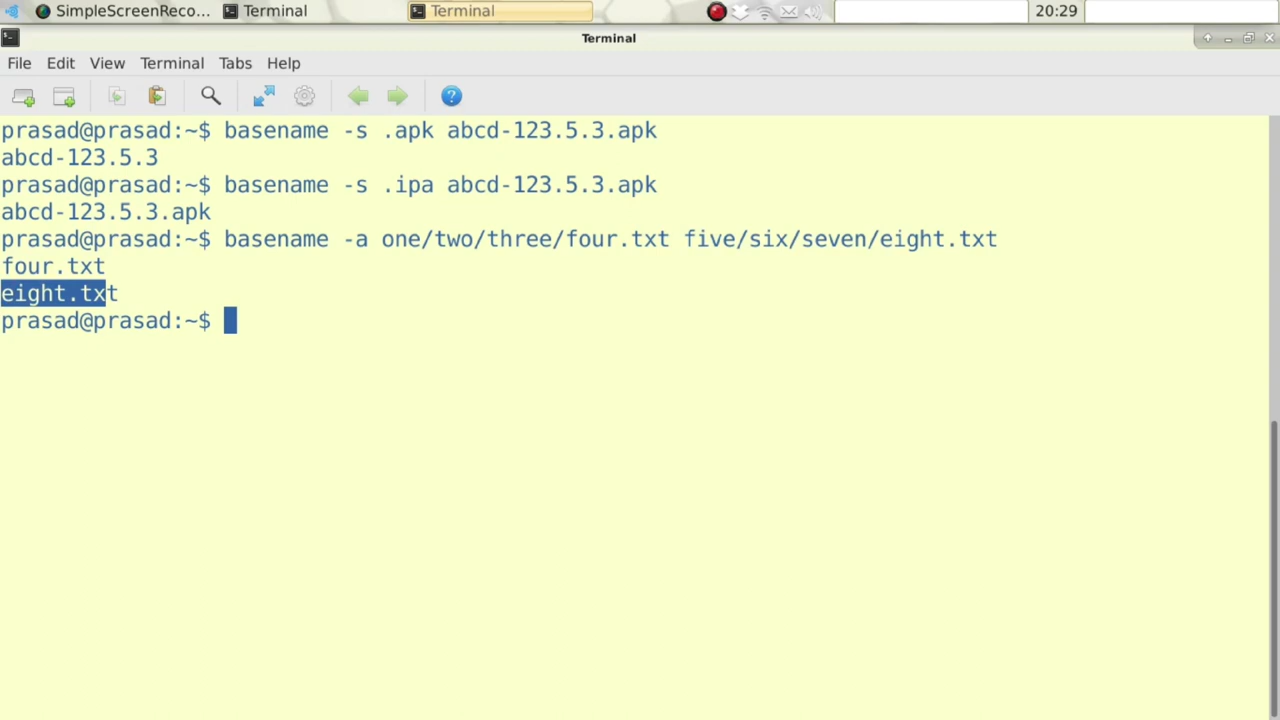 SimpleScreenReco... Terminal Terminal 20:29
Terminal
File Edit View Terminal Tabs Help
prasad@prasad:~$ basename -s .apk abcd-123.5.3.apk
abcd-123.5.3
prasad@prasad:~$ basename -s .ipa abcd-123.5.3.apk
abcd-123.5.3.apk
prasad@prasad:~$ basename -a one/two/three/four.txt five/six/seven/eight.txt
four.txt
eight.txt
prasad@prasad:~$